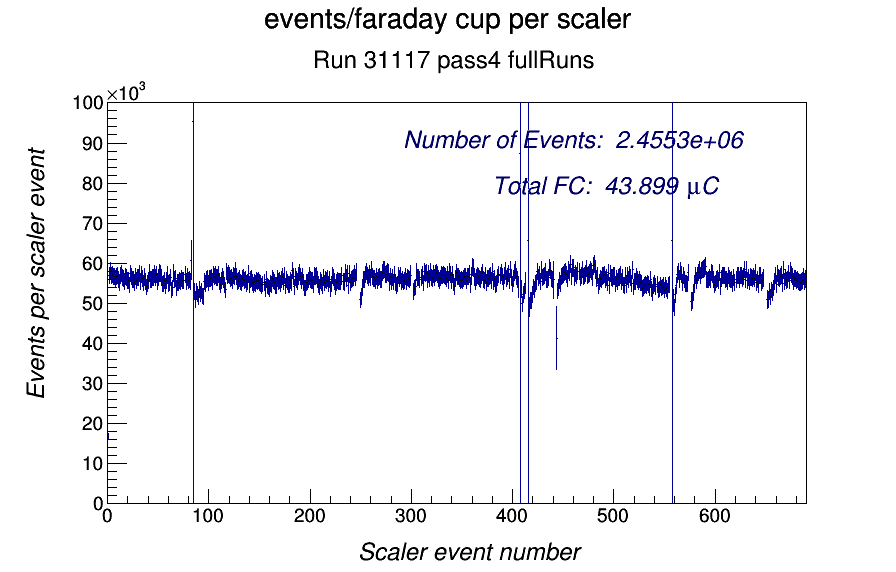 events/faraday cup per scaler
Run 31117 pass4 fullRuns
×10³
100
90
80
70
60
50
40
30
20
10
0
Events per scaler event
Number of Events: 2.4553e+06
Total FC: 43.899 μC
0 100 200 300 400 500 600
Scaler event number